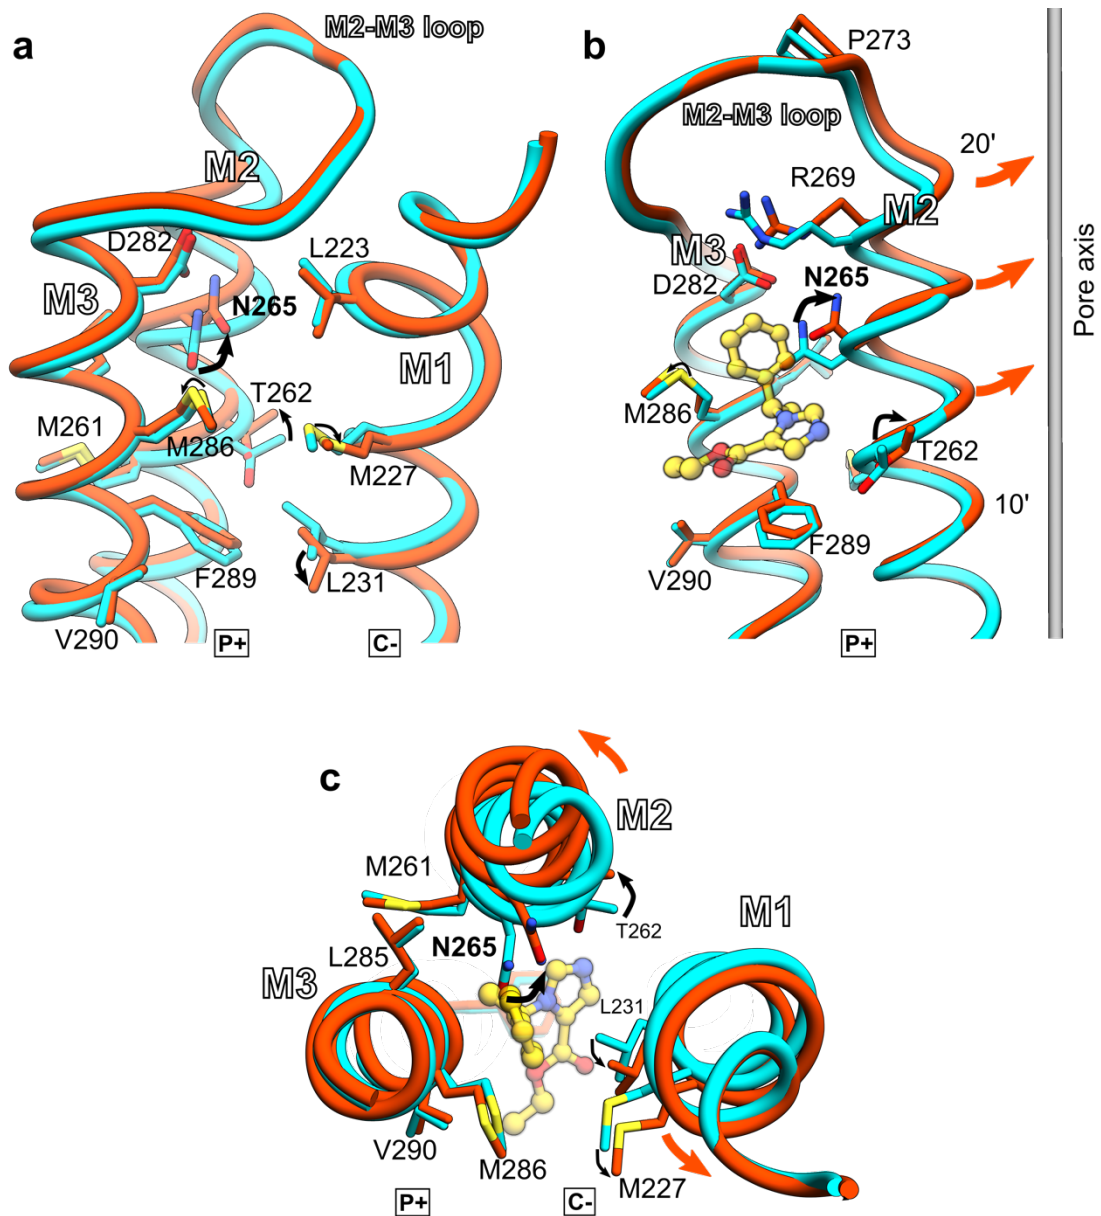 a
M2-M3 loop
M2
D282
L223
M3
N265
M1
T262
M261
M286
M227
F289
L231
V290
P+
C-
b
P273
M2-M3 loop
20'
R269
M2
M3
D282
N265
Pore axis
M286
T262
10'
F289
V290
P+
c
M2
M261
M1
T262
N265
L285
M3
L231
V290
M286
M227
P+
C-